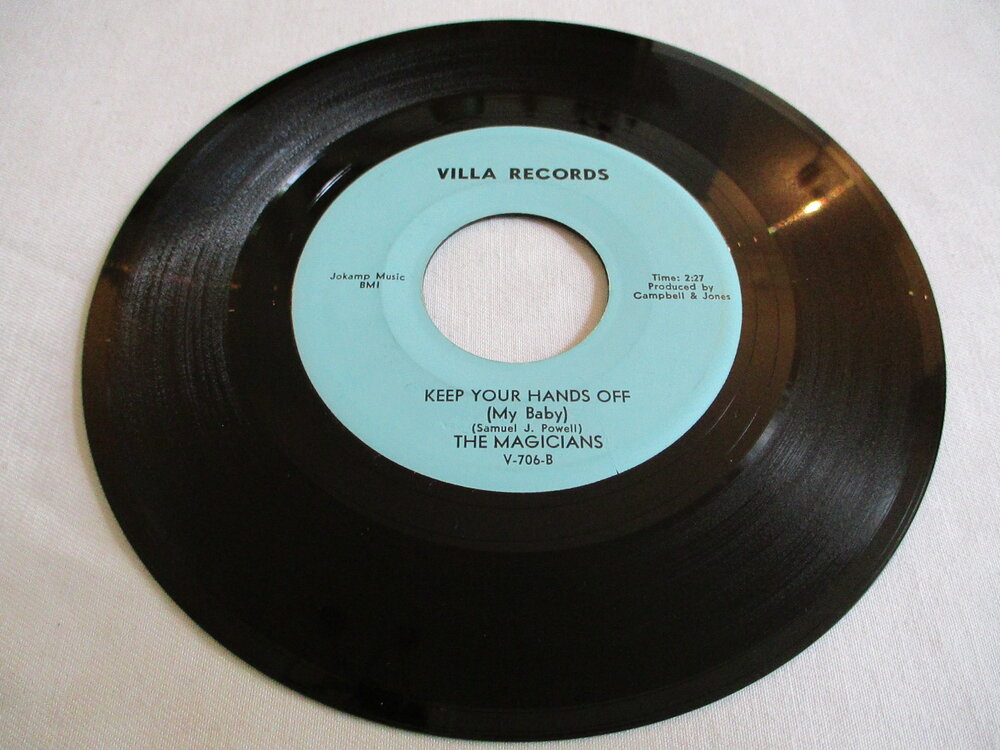 VILLA RECORDS
Jokamp Music
BMI
Time: 2:27
Produced by
Campbell & Jones
KEEP YOUR HANDS OFF
(My Baby)
(Samuel J. Powell)
THE MAGICIANS
V-706-B